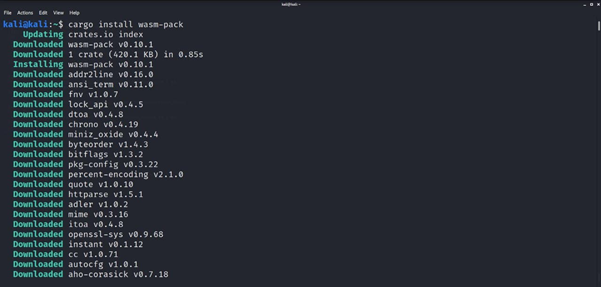 kali@kali: ~
File Actions Edit View Help
kali@kali:~$ cargo install wasm-pack
Updating crates.io index
Downloaded wasm-pack v0.10.1
Downloaded 1 crate (420.1 KB) in 0.85s
Installing wasm-pack v0.10.1
Downloaded addr2line v0.16.0
Downloaded ansi_term v0.11.0
Downloaded fnv v1.0.7
Downloaded lock_api v0.4.5
Downloaded dtoa v0.4.8
Downloaded chrono v0.4.19
Downloaded miniz_oxide v0.4.4
Downloaded byteorder v1.4.3
Downloaded bitflags v1.3.2
Downloaded pkg-config v0.3.22
Downloaded percent-encoding v2.1.0
Downloaded quote v1.0.10
Downloaded httparse v1.5.1
Downloaded adler v1.0.2
Downloaded mime v0.3.16
Downloaded itoa v0.4.8
Downloaded openssl-sys v0.9.68
Downloaded instant v0.1.12
Downloaded cc v1.0.71
Downloaded autocfg v1.0.1
Downloaded aho-corasick v0.7.18